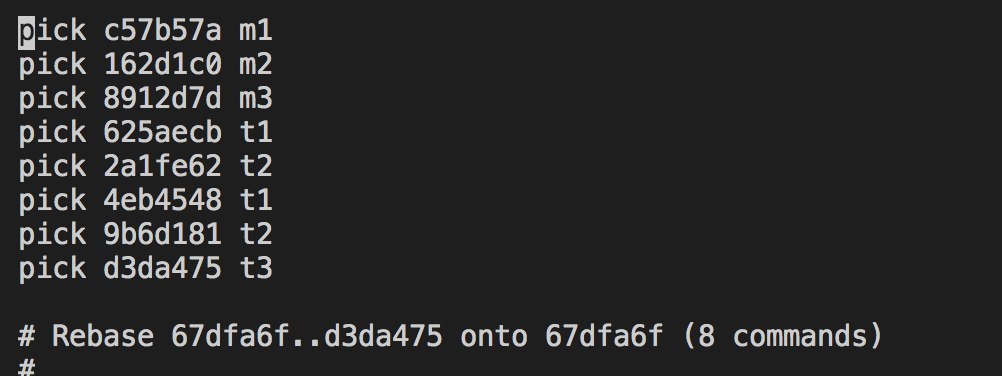 pick c57b57a m1
pick 162d1c0 m2
pick 8912d7d m3
pick 625aecb t1
pick 2a1fe62 t2
pick 4eb4548 t1
pick 9b6d181 t2
pick d3da475 t3
# Rebase 67dfa6f..d3da475 onto 67dfa6f (8 commands)
#